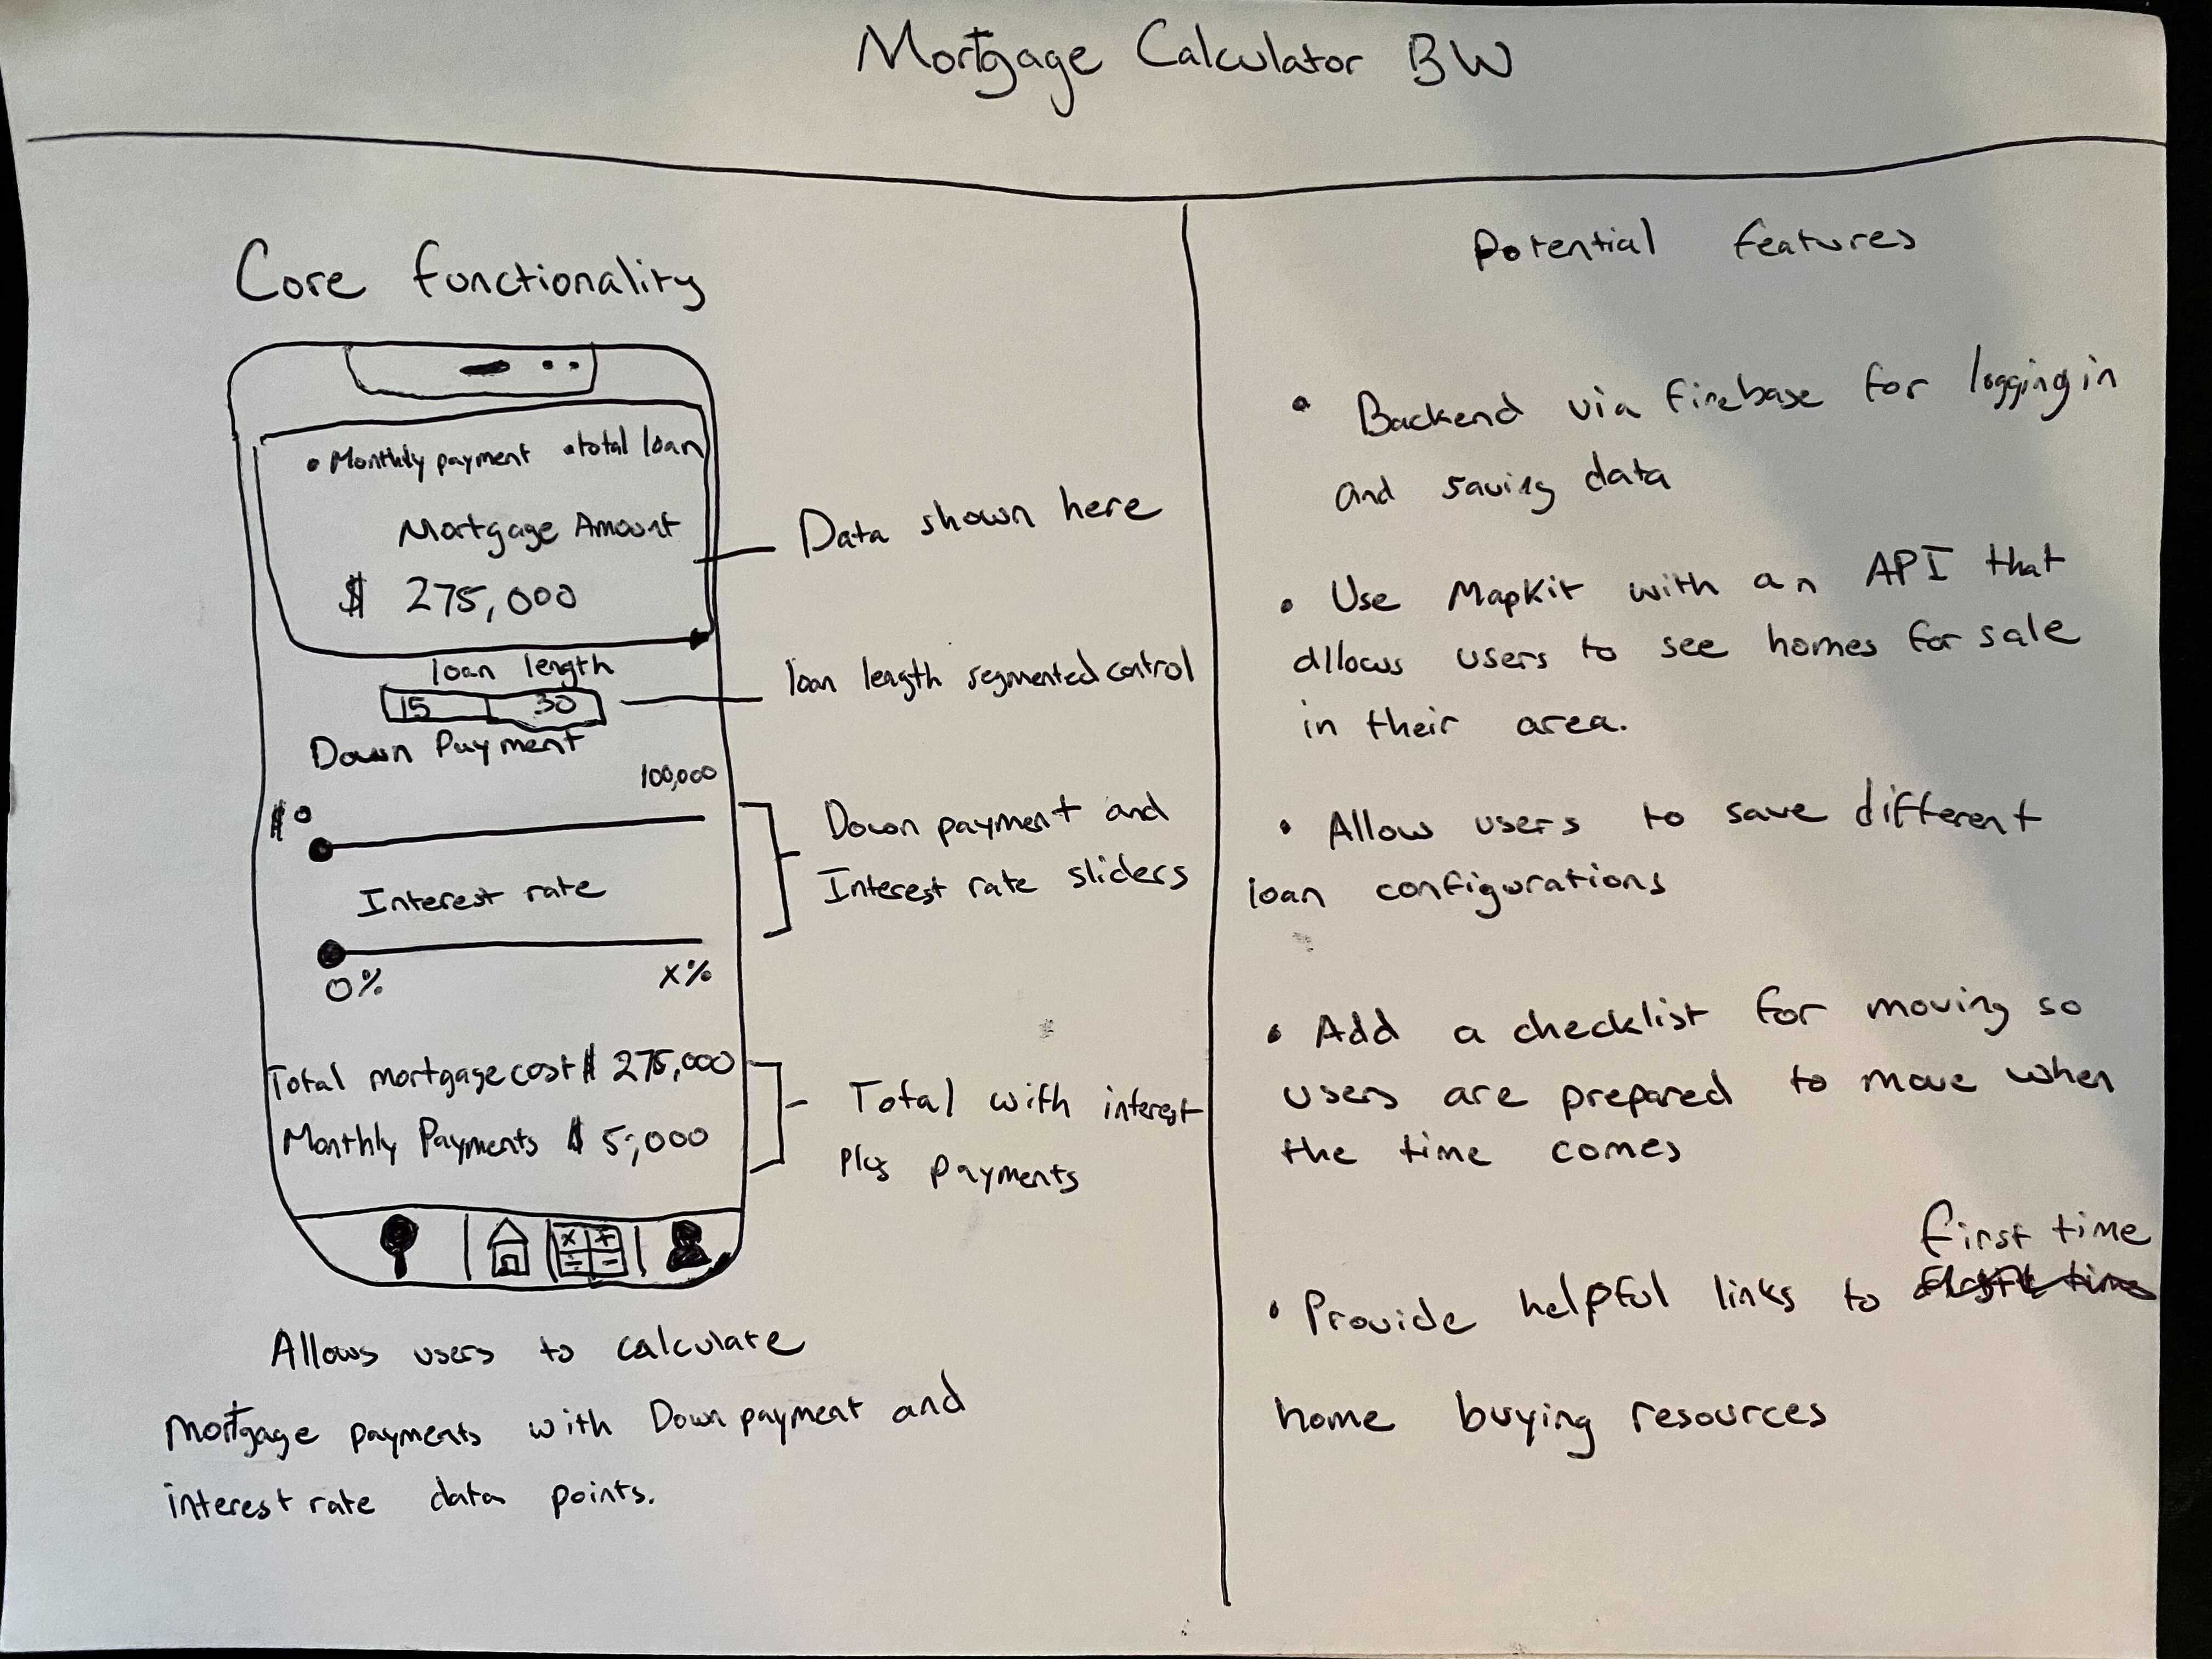 Mortgage Calculator BW
Core functionality
• Monthly payment •total loan
Mortgage Amount
$ 275,000
Data shown here
loan length
15 30
loan length segmented control
Down Payment
$0 100,000
Down payment and
Interest rate sliders
Interest rate
0% X%
Total mortgage cost $ 275,000
Monthly Payments $ 5,000
Total with interest
plus payments
x +
÷ -
Allows users to calculate
Mortgage payments with Down payment and
interest rate data points.
Potential features
• Backend via firebase for logging in
and saving data
• Use MapKit with an API that
allows users to see homes for sale
in their area.
• Allow users to save different
loan configurations
• Add a checklist for moving so
users are prepared to move when
the time comes
first time
• Provide helpful links to
home buying resources